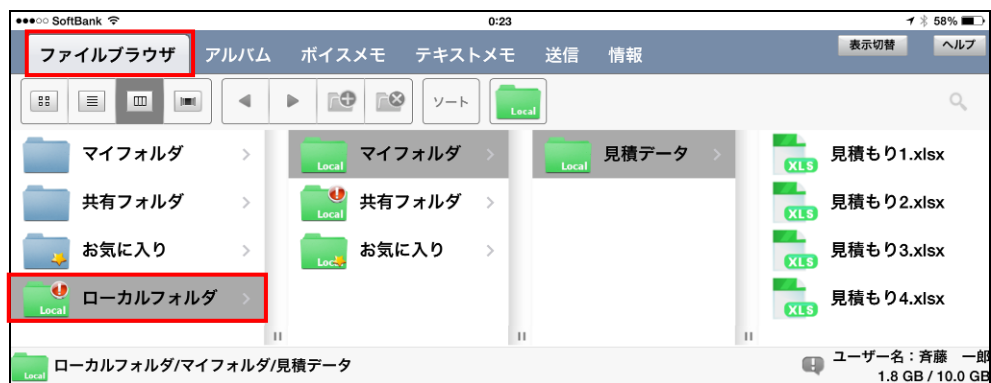 SoftBank 0:23 58%
ファイルブラウザ アルバム ボイスメモ テキストメモ 送信 情報 表示切替 ヘルプ
ソート Local
マイフォルダ Local マイフォルダ Local 見積データ XLS 見積もり1.xlsx
共有フォルダ Local 共有フォルダ XLS 見積もり2.xlsx
お気に入り Local お気に入り XLS 見積もり3.xlsx
Local ローカルフォルダ XLS 見積もり4.xlsx
Local ローカルフォルダ/マイフォルダ/見積データ ユーザー名：斉藤　一郎
1.8 GB / 10.0 GB